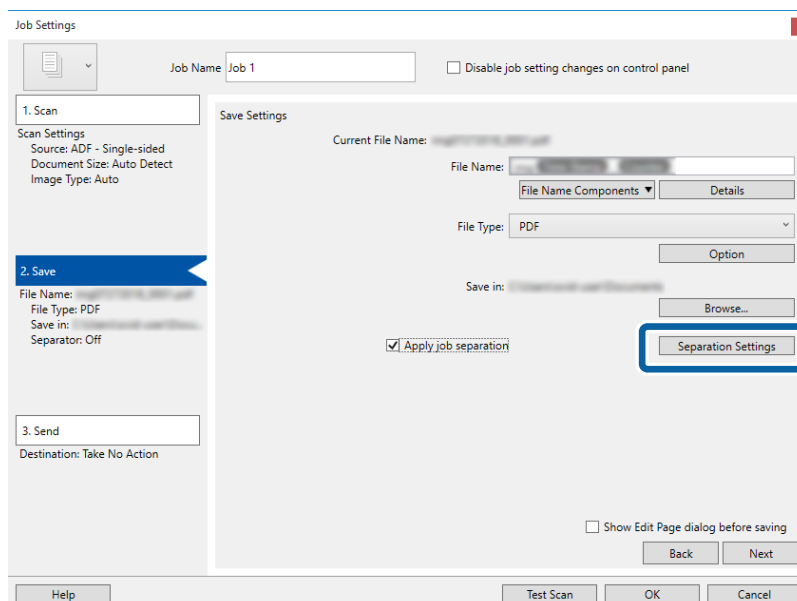 Job Settings
Job Name Job 1
Disable job setting changes on control panel
1. Scan
Scan Settings
Source: ADF - Single-sided
Document Size: Auto Detect
Image Type: Auto
2. Save
File Name:
File Type: PDF
Save in:
Separator: Off
3. Send
Destination: Take No Action
Save Settings
Current File Name:
File Name:
File Name Components ▼ Details
File Type: PDF
Option
Save in:
Browse...
Apply job separation Separation Settings
Show Edit Page dialog before saving
Back Next
Help Test Scan OK Cancel